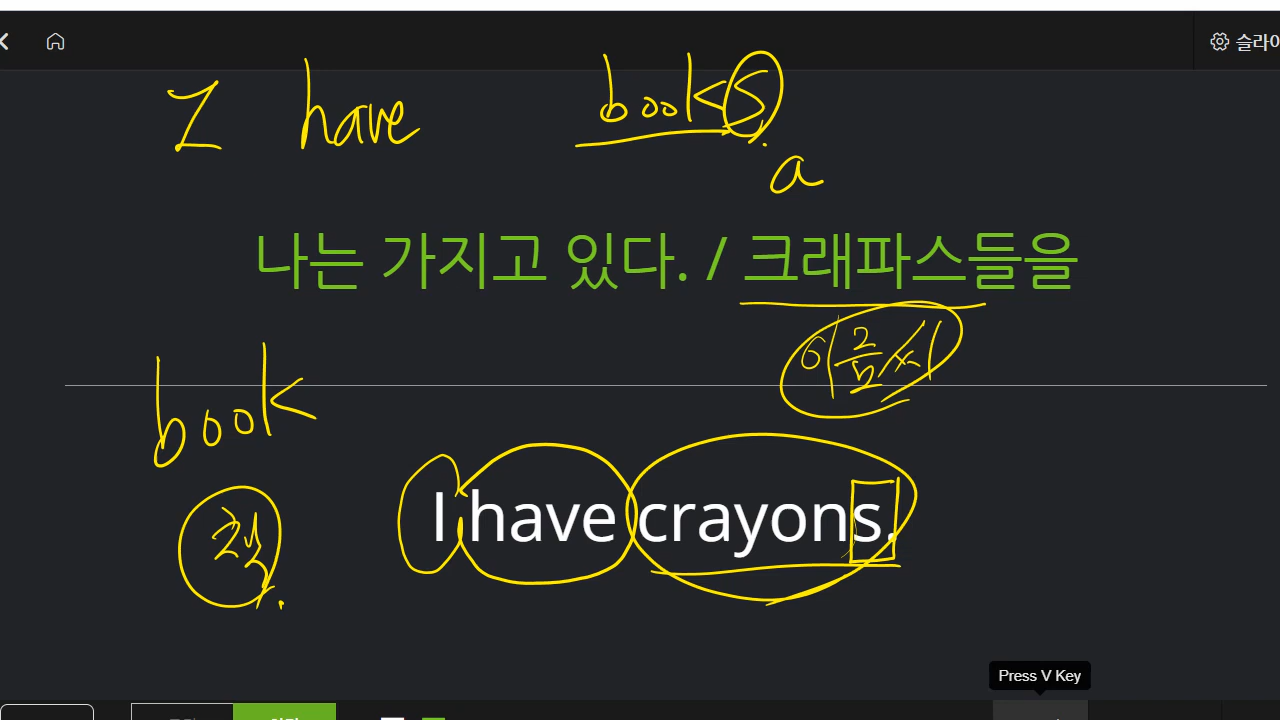 슬라이
I have books.
a
나는 가지고 있다. / 크래파스들을
이름씨
book
I have crayons.
책.
Press V Key